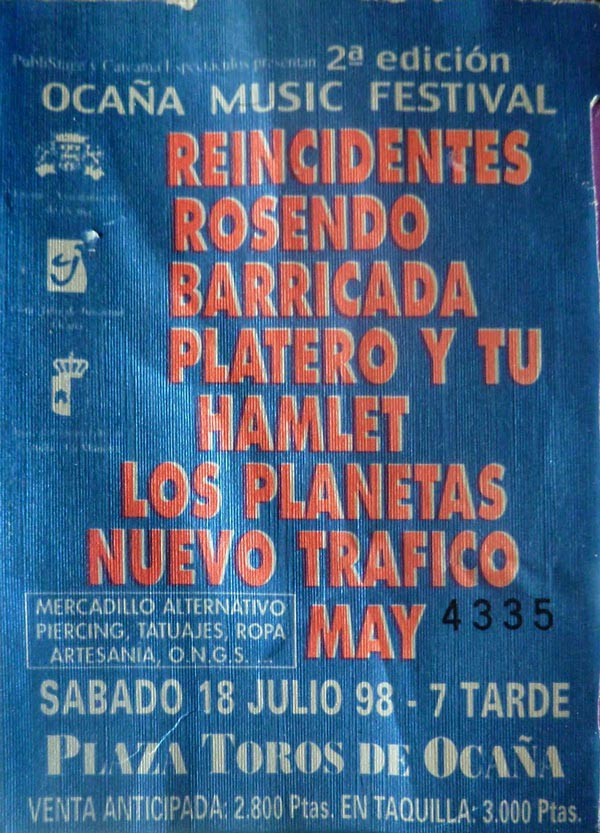 presentan 2ª edición
OCAÑA MUSIC FESTIVAL
REINCIDENTES
ROSENDO
BARRICADA
PLATERO Y TU
HAMLET
LOS PLANETAS
NUEVO TRAFICO
MAY 4335
MERCADILLO ALTERNATIVO
PIERCING, TATUAJES, ROPA
ARTESANIA, O.N.G.S. ...
SABADO 18 JULIO 98 - 7 TARDE
PLAZA TOROS DE OCAÑA
VENTA ANTICIPADA: 2.800 Ptas. EN TAQUILLA: 3.000 Ptas.